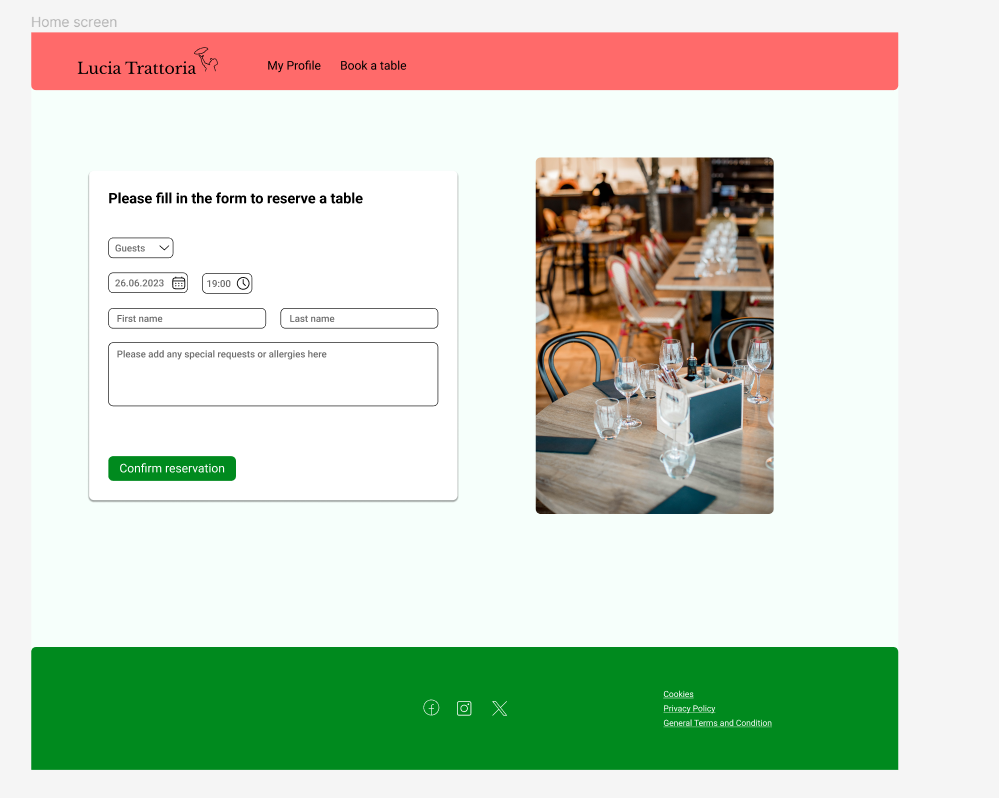 Home screen
Lucia Trattoria
My Profile
Book a table
Please fill in the form to reserve a table
Guests
26.06.2023
19:00
First name
Last name
Please add any special requests or allergies here
Confirm reservation
Cookies
Privacy Policy
General Terms and Condition